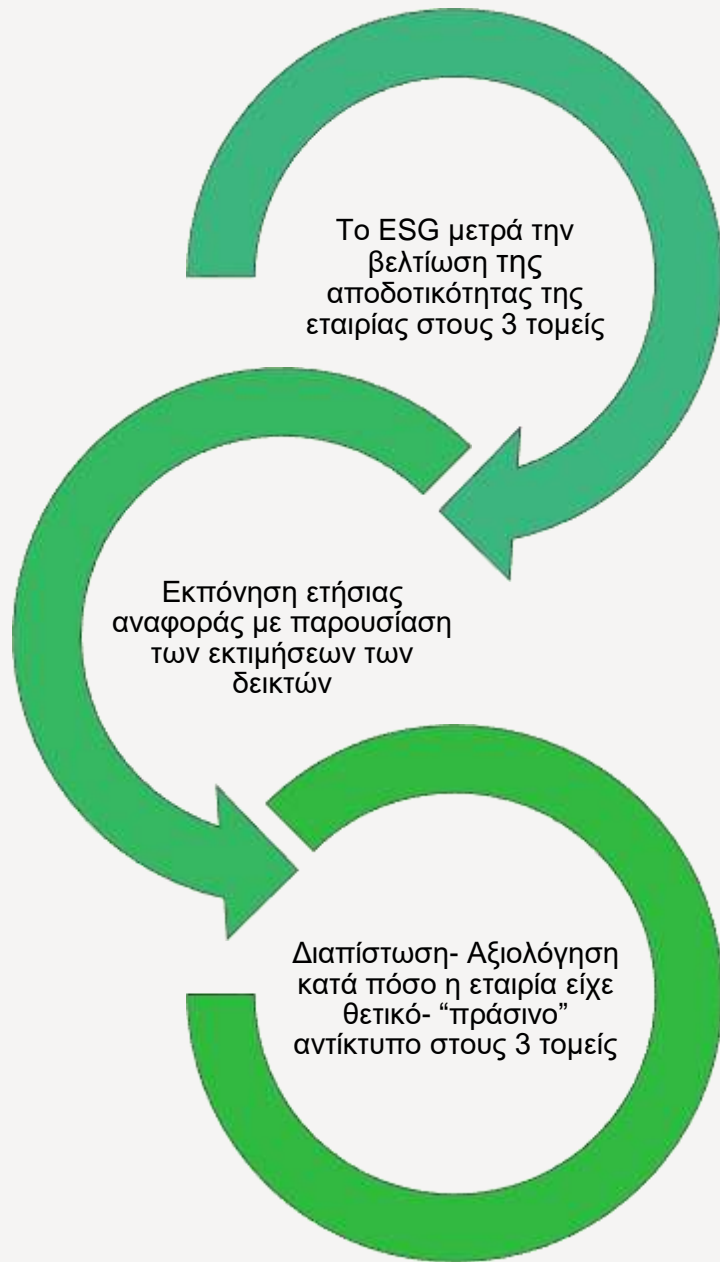 Το ESG μετρά την
βελτίωση της
αποδοτικότητας της
εταιρίας στους 3 τομείς
Εκπόνηση ετήσιας
αναφοράς με παρουσίαση
των εκτιμήσεων των
δεικτών
Διαπίστωση- Αξιολόγηση
κατά πόσο η εταιρία είχε
θετικό- “πράσινο”
αντίκτυπο στους 3 τομείς